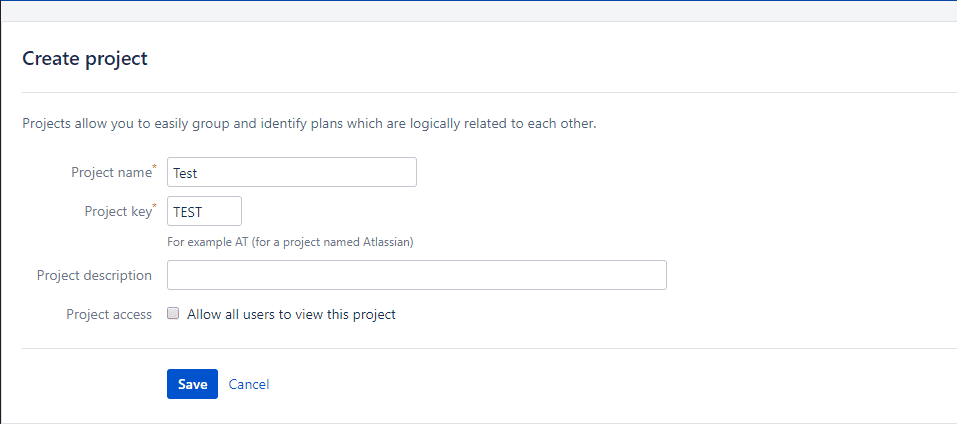 Create project
Projects allow you to easily group and identify plans which are logically related to each other.
Project name* Test
Project key* TEST
For example AT (for a project named Atlassian)
Project description
Project access Allow all users to view this project
Save Cancel